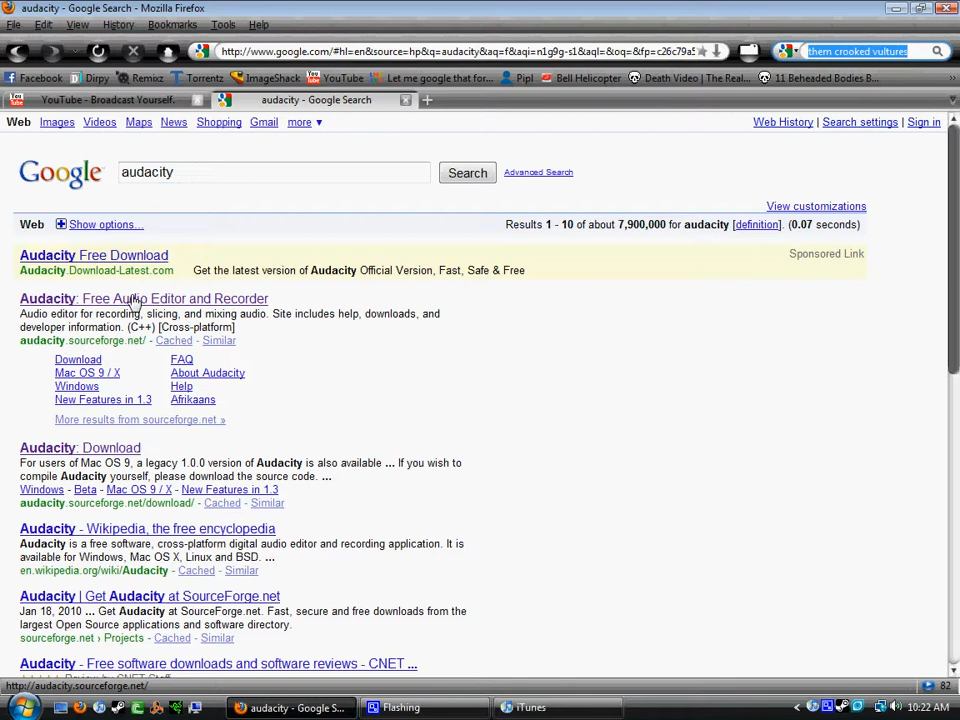 audacity - Google Search - Mozilla Firefox
File Edit View History Bookmarks Tools Help
http://www.google.com/#hl=en&source=hp&q=audacity&aq=f&aqi=n1g9g-s1&aql=&oq=&fp=c26c79a5 them crooked vultures
Facebook Dirpy Remixz Torrentz ImageShack YouTube Let me google that for... Pipl Bell Helicopter Death Video | The Real... 11 Beheaded Bodies B...
YouTube - Broadcast Yourself. audacity - Google Search
Web Images Videos Maps News Shopping Gmail more ▼ Web History | Search settings | Sign in
Google audacity Search Advanced Search
View customizations
Web Show options... Results 1 - 10 of about 7,900,000 for audacity [definition]. (0.07 seconds)
Audacity Free Download Sponsored Link
Audacity.Download-Latest.com Get the latest version of Audacity Official Version, Fast, Safe & Free
Audacity: Free Audio Editor and Recorder
Audio editor for recording, slicing, and mixing audio. Site includes help, downloads, and
developer information. (C++) [Cross-platform]
audacity.sourceforge.net/ - Cached - Similar
Download FAQ
Mac OS 9 / X About Audacity
Windows Help
New Features in 1.3 Afrikaans
More results from sourceforge.net »
Audacity: Download
For users of Mac OS 9, a legacy 1.0.0 version of Audacity is also available ... If you wish to
compile Audacity yourself, please download the source code. ...
Windows - Beta - Mac OS 9 / X - New Features in 1.3
audacity.sourceforge.net/download/ - Cached - Similar
Audacity - Wikipedia, the free encyclopedia
Audacity is a free software, cross-platform digital audio editor and recording application. It is
available for Windows, Mac OS X, Linux and BSD. ...
en.wikipedia.org/wiki/Audacity - Cached - Similar
Audacity | Get Audacity at SourceForge.net
Jan 18, 2010 ... Get Audacity at SourceForge.net. Fast, secure and free downloads from the
largest Open Source applications and software directory.
sourceforge.net › Projects - Cached - Similar
Audacity - Free software downloads and software reviews - CNET ...
Review by CNET Staff
http://audacity.sourceforge.net/ 82
audacity - Google S... Flashing iTunes 10:22 AM